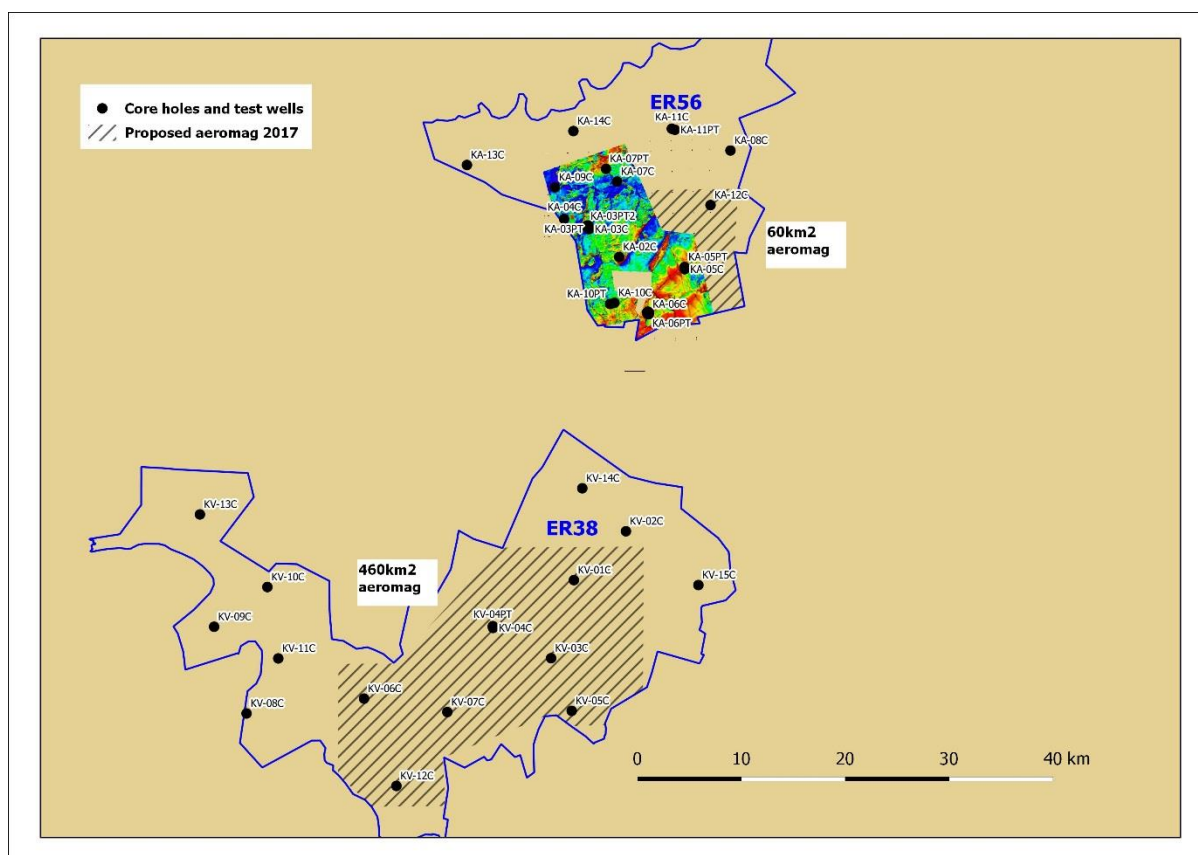 Core holes and test wells
Proposed aeromag 2017
ER56
KA-14C
KA-11C
KA-11PT
KA-08C
KA-13C
KA-07PT
KA-07C
KA-09C
KA-12C
KA-04C
KA-03PT2
KA-03PT
KA-03C
60km2
aeromag
KA-02C
KA-05PT
KA-05C
KA-10PT
KA-10C
KA-06C
KA-06PT
KV-14C
KV-13C
ER38
KV-02C
460km2
aeromag
KV-10C
KV-01C
KV-15C
KV-09C
KV-04PT
KV-04C
KV-11C
KV-03C
KV-06C
KV-08C
KV-07C
KV-05C
KV-12C
0 10 20 30 40 km